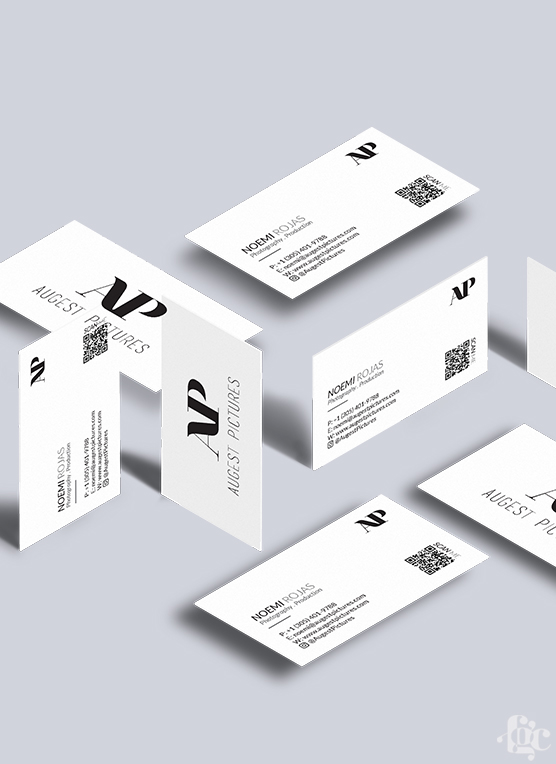 AP
SCAN ME
NOEMI ROJAS
Photography . Production
P: +1 (305) 401-9788
E: noemi@augestpictures.com
W: www.augestpictures.com
@AugestPictures
AP
AUGEST PICTURES
AP
SCAN ME
NOEMI ROJAS
Photography . Production
P: +1 (305) 401-9788
E: noemi@augestpictures.com
W: www.augestpictures.com
@AugestPictures
AP
SCAN
NOEMI ROJAS
Photography . Production
P: +1 (305) 401-9788
E: noemi@augestpictures.com
W: www.augestpictures.com
@AugestPictures
AP
AUGEST PICTURES
AUGEST PIC
AP
SCAN ME
NOEMI ROJAS
Photography . Production
P: +1 (305) 401-9788
E: noemi@augestpictures.com
W: www.augestpictures.com
@AugestPictures